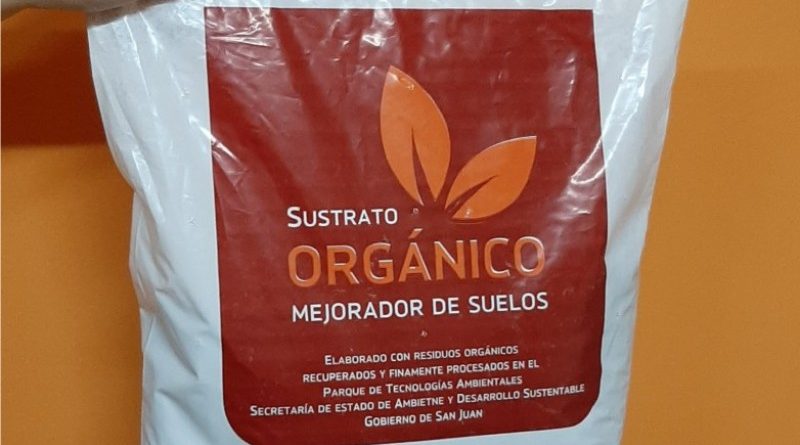 SUSTRATO
ORGÁNICO
MEJORADOR DE SUELOS
ELABORADO CON RESIDUOS ORGÁNICOS
RECUPERADOS Y FINAMENTE PROCESADOS EN EL
PARQUE DE TECNOLOGÍAS AMBIENTALES
SECRETARÍA DE ESTADO DE AMBIETNE Y DESARROLLO SUSTENTABLE
GOBIERNO DE SAN JUAN